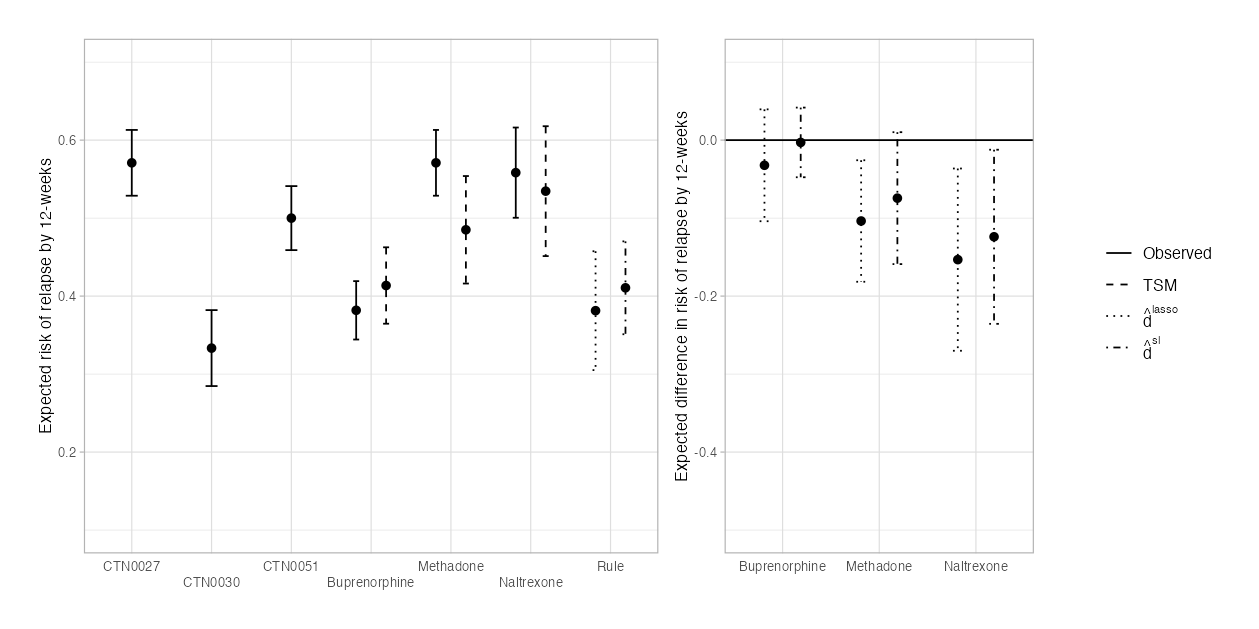 Expected risk of relapse by 12-weeks
0.6
0.4
0.2
CTN0027
CTN0030
CTN0051
Buprenorphine
Methadone
Naltrexone
Rule
Expected difference in risk of relapse by 12-weeks
0.0
-0.2
-0.4
Buprenorphine
Methadone
Naltrexone
Observed
TSM
d̂^lasso
d̂^sl